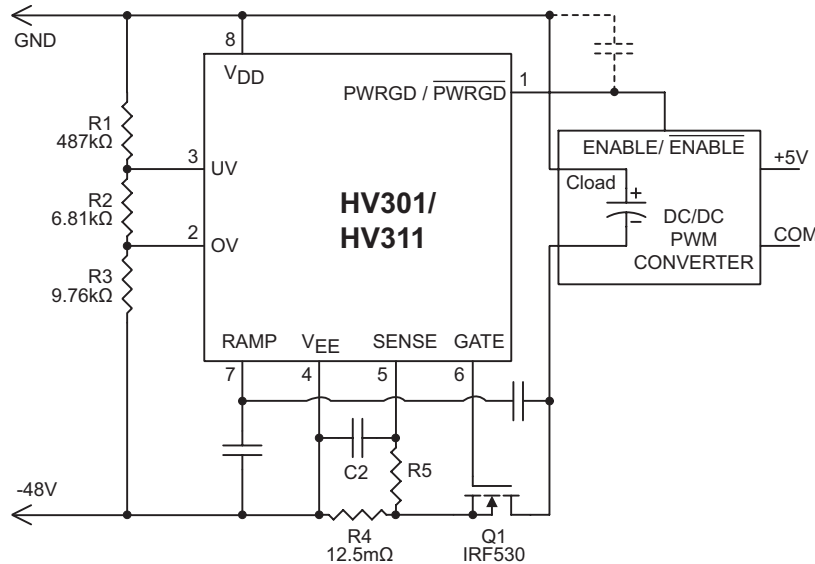 GND
8
V_DD
PWRGD / PWRGD
1
ENABLE/ ENABLE
R1
487kΩ
3
UV
+5V
Cload
+
−
R2
6.81kΩ
HV301/
HV311
DC/DC
PWM
CONVERTER
2
OV
COM
R3
9.76kΩ
RAMP
V_EE
SENSE
GATE
7
4
5
6
C2
R5
-48V
R4
12.5mΩ
Q1
IRF530